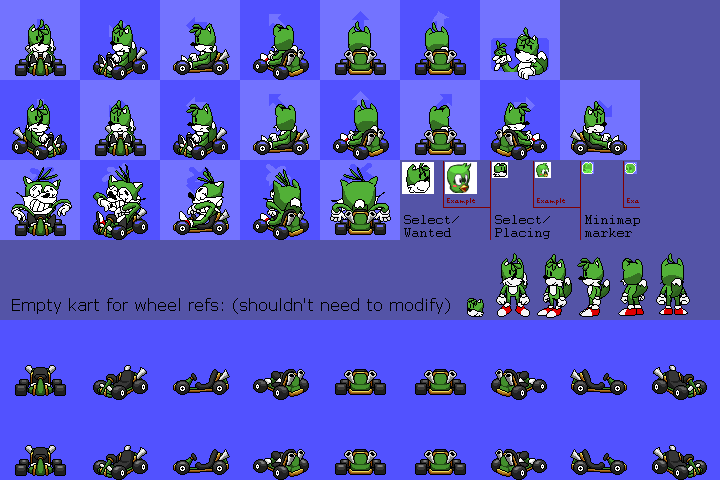 Example
Example
Exa
Select/
Wanted
Select/
Placing
Minimap
marker
Empty kart for wheel refs: (shouldn't need to modify)